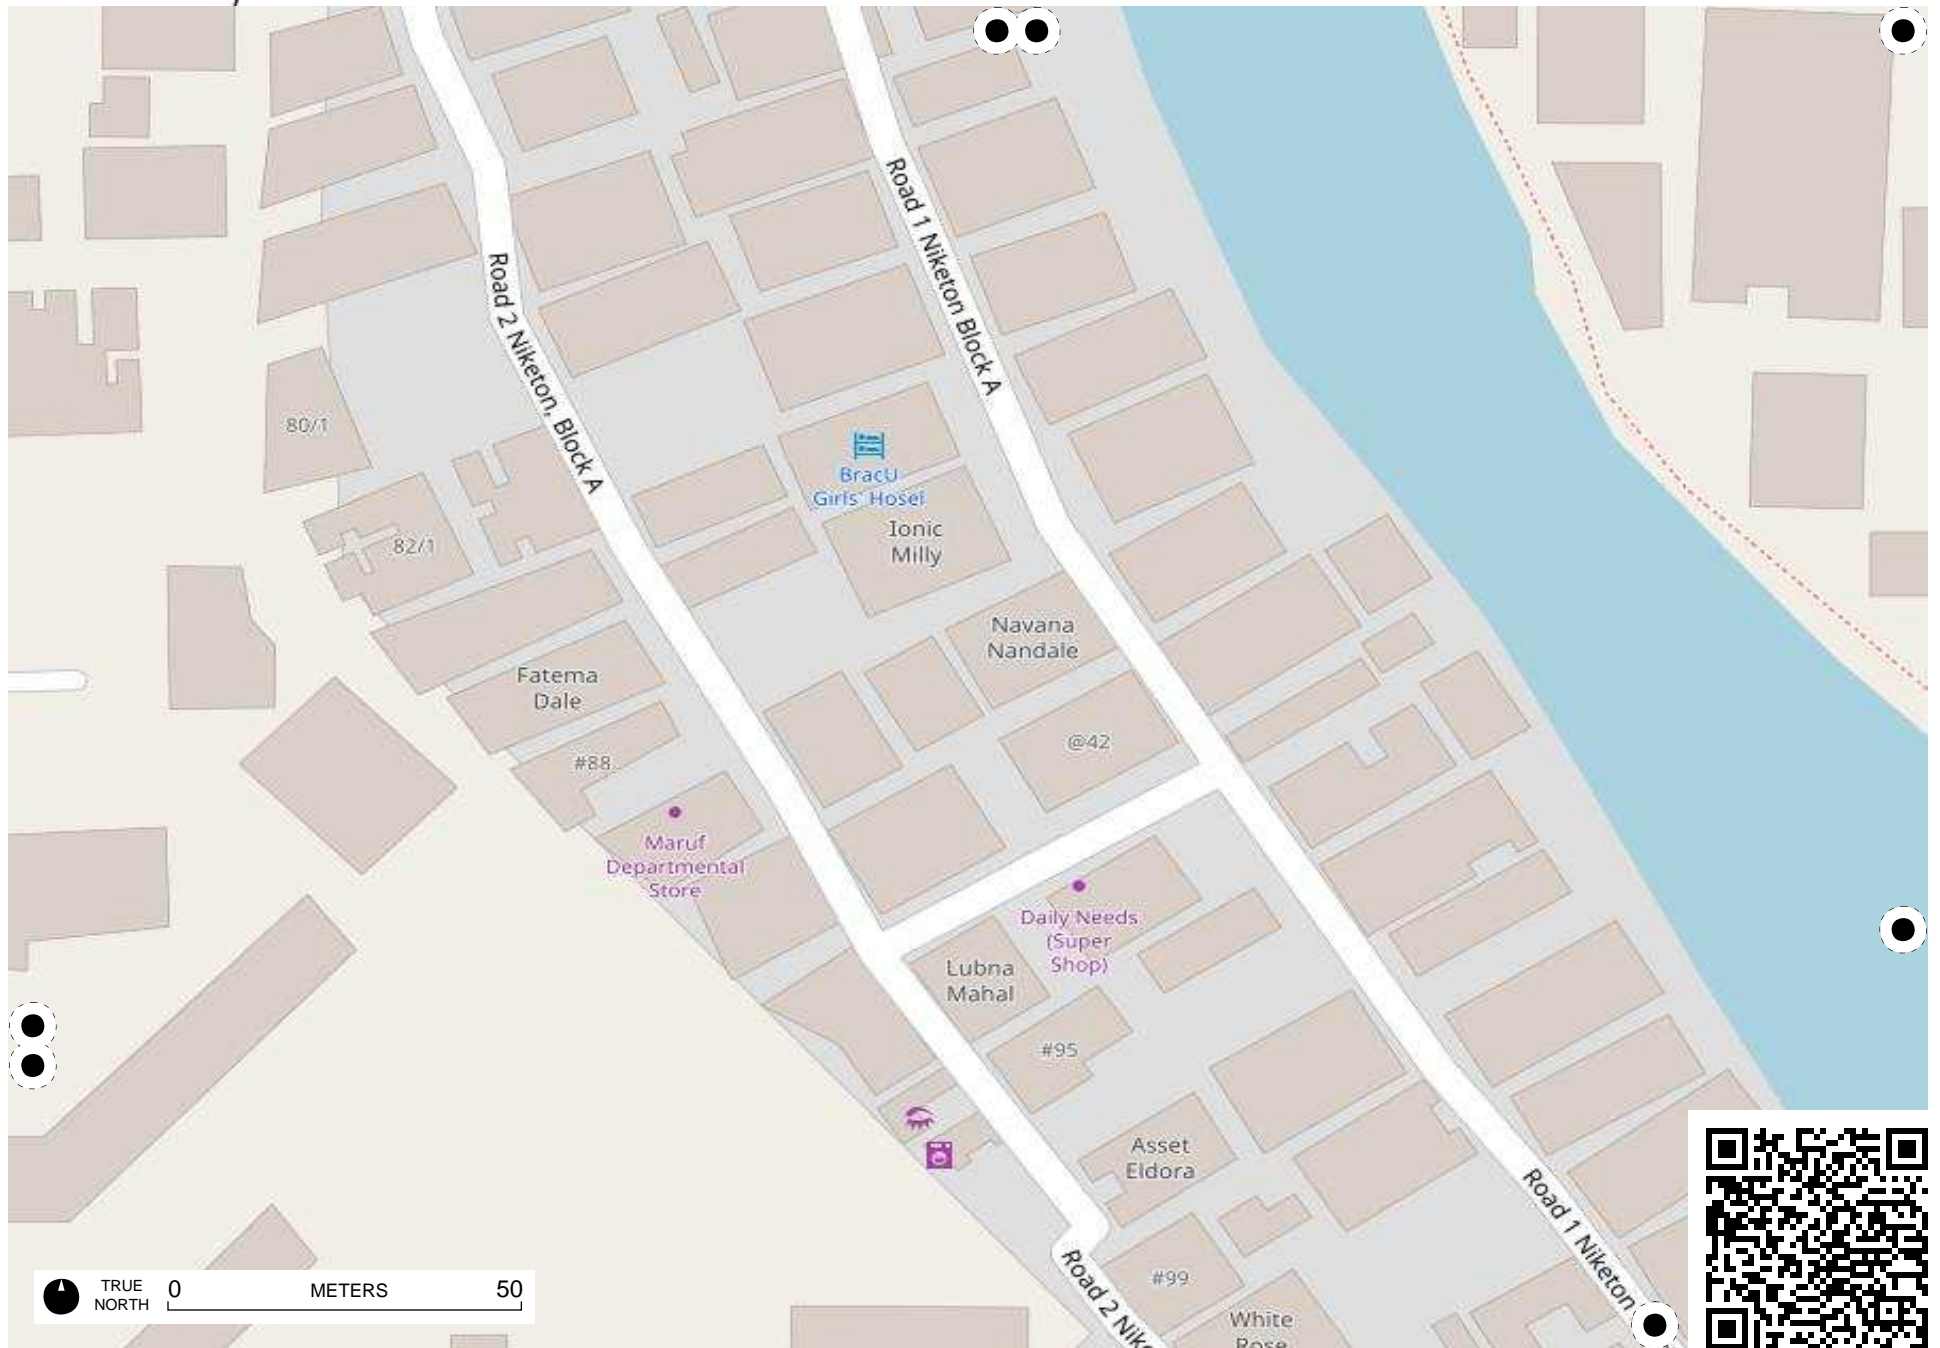 Road 1 Niketon Block A
Road 2 Niketon, Block A
80/1
BracU
Girls' Hosel
Ionic
Milly
82/1
Navana
Nandale
Fatema
Dale
@42
#88
Maruf
Departmental
Store
Daily Needs
(Super
Shop)
Lubna
Mahal
#95
Asset
Eldora
Road 1 Niketon
Road 2 Nike
#99
White
Rose
TRUE
NORTH
0
METERS
50